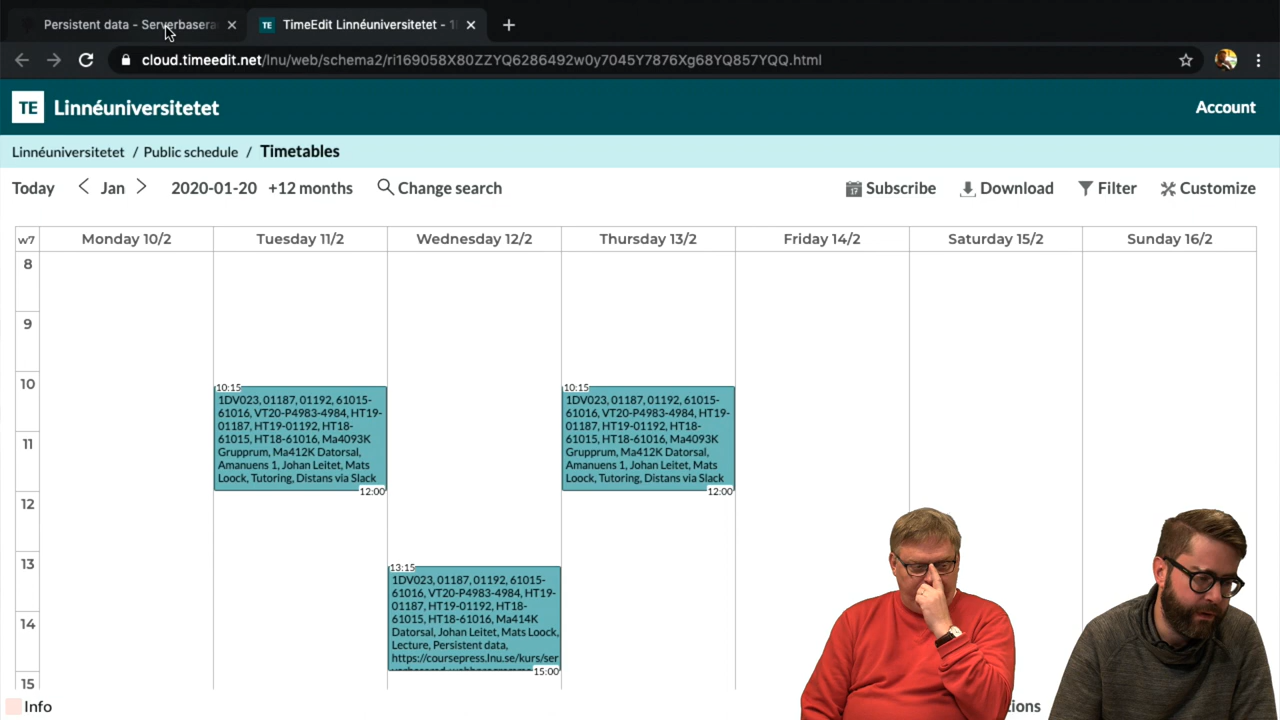 Persistent data - Serverbasera
TimeEdit Linnéuniversitetet - 1
cloud.timeedit.net/lnu/web/schema2/ri169058X80ZZYQ6286492w0y7045Y7876Xg68YQ857YQQ.html
TE Linnéuniversitetet
Account
Linnéuniversitetet / Public schedule / Timetables
Today < Jan > 2020-01-20 +12 months Change search Subscribe Download Filter Customize
w7 Monday 10/2 Tuesday 11/2 Wednesday 12/2 Thursday 13/2 Friday 14/2 Saturday 15/2 Sunday 16/2
8
9
10
11
12
13
14
15
10:15
1DV023, 01187, 01192, 61015-
61016, VT20-P4983-4984, HT19-
01187, HT19-01192, HT18-
61015, HT18-61016, Ma4093K
Grupprum, Ma412K Datorsal,
Amanuens 1, Johan Leitet, Mats
Loock, Tutoring, Distans via Slack
12:00
13:15
1DV023, 01187, 01192, 61015-
61016, VT20-P4983-4984, HT19-
01187, HT19-01192, HT18-
61015, HT18-61016, Ma414K
Datorsal, Johan Leitet, Mats Loock,
Lecture, Persistent data,
https://coursepress.lnu.se/kurs/ser
15:00
10:15
1DV023, 01187, 01192, 61015-
61016, VT20-P4983-4984, HT19-
01187, HT19-01192, HT18-
61015, HT18-61016, Ma4093K
Grupprum, Ma412K Datorsal,
Amanuens 1, Johan Leitet, Mats
Loock, Tutoring, Distans via Slack
12:00
Info
ions